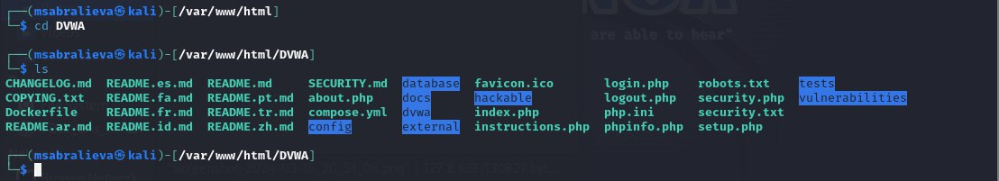 ┌──(msabralieva㉿kali)-[/var/www/html]
└─$ cd DVWA
are able to hear"
┌──(msabralieva㉿kali)-[/var/www/html/DVWA]
└─$ ls
CHANGELOG.md README.es.md README.md SECURITY.md database favicon.ico login.php robots.txt tests
COPYING.txt README.fa.md README.pt.md about.php docs hackable logout.php security.php vulnerabilities
Dockerfile README.fr.md README.tr.md compose.yml dvwa index.php php.ini security.txt
README.ar.md README.id.md README.zh.md config external instructions.php phpinfo.php setup.php
┌──(msabralieva㉿kali)-[/var/www/html/DVWA]
└─$